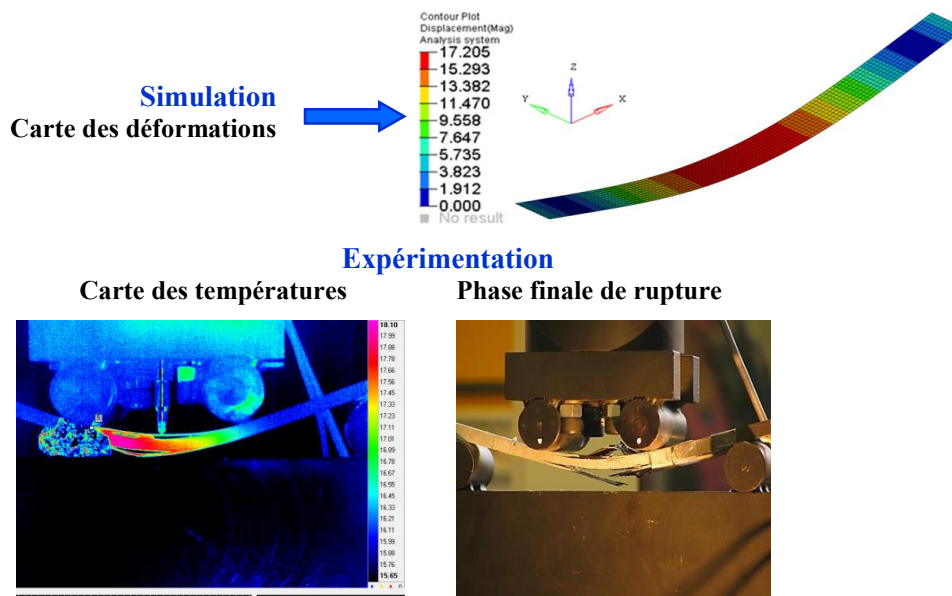 Contour Plot
Displacement(Mag)
Analysis system
17.205
15.293
13.382
11.470
9.558
7.647
5.735
3.823
1.912
0.000
No result
Z
Y
X
Simulation
Carte des déformations
Expérimentation
Carte des températures
Phase finale de rupture
18.10
17.99
17.88
17.78
17.66
17.56
17.45
17.33
17.23
17.11
17.01
16.89
16.78
16.67
16.55
16.45
16.33
16.21
16.11
15.99
15.88
15.76
15.65